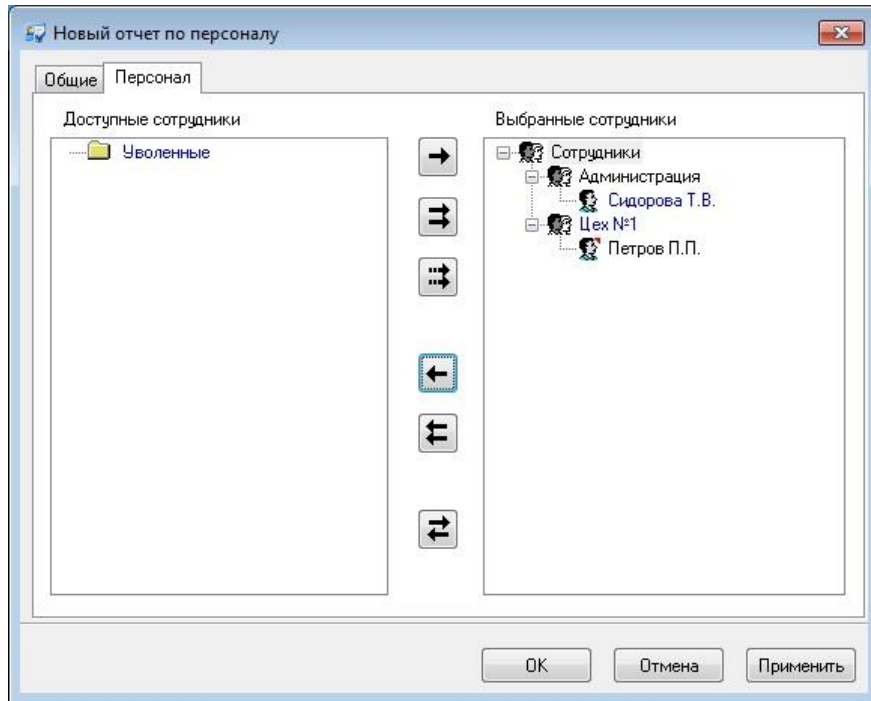 Новый отчет по персоналу
Общие
Персонал
Доступные сотрудники
Уволенные
Выбранные сотрудники
Сотрудники
Администрация
Сидорова Т.В.
Цех №1
Петров П.П.
OK
Отмена
Применить